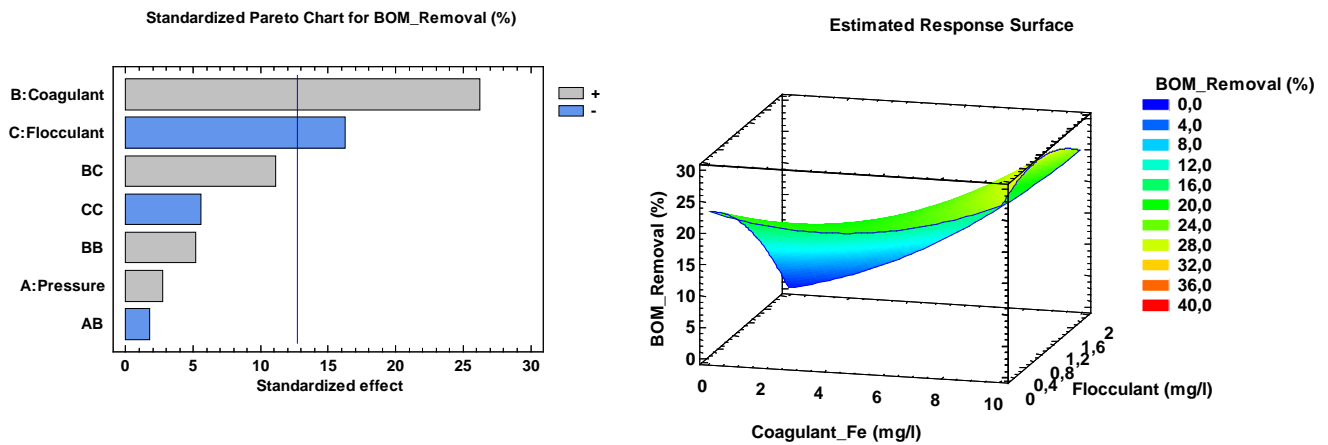 Standardized Pareto Chart for BOM_Removal (%)
B:Coagulant
C:Flocculant
BC
CC
BB
A:Pressure
AB
0 5 10 15 20 25 30
Standardized effect
+
-
Estimated Response Surface
BOM_Removal (%)
30
25
20
15
10
5
0
0 2 4 6 8 10
Coagulant_Fe (mg/l)
0 0,4 0,8 1,2 1,6 2
Flocculant (mg/l)
BOM_Removal (%)
0,0
4,0
8,0
12,0
16,0
20,0
24,0
28,0
32,0
36,0
40,0